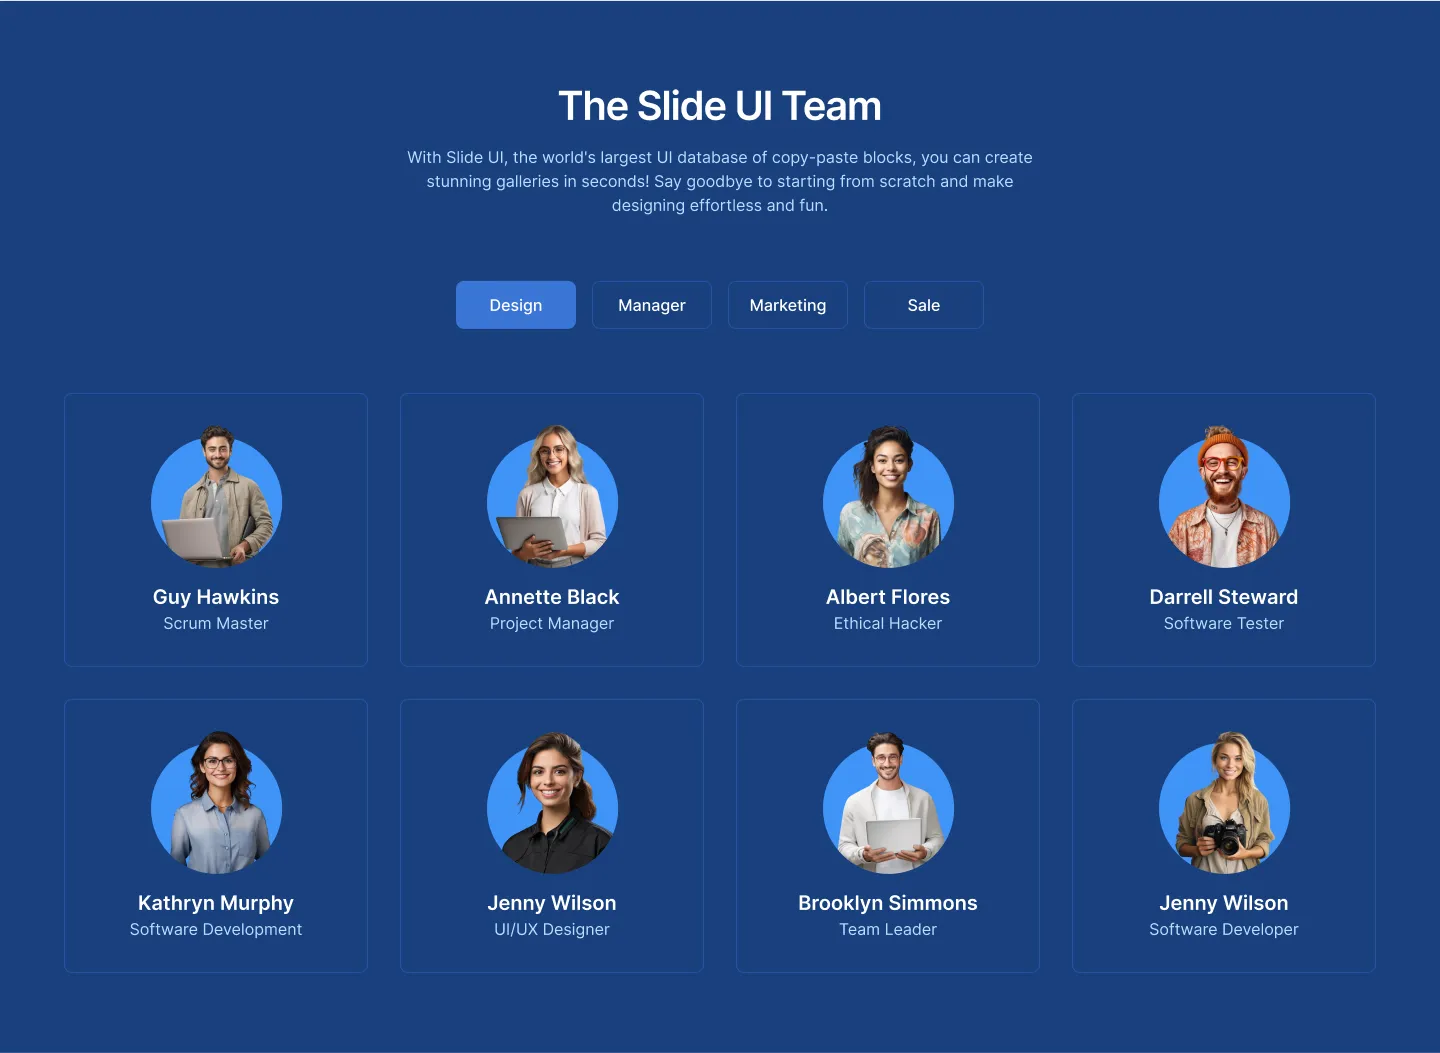 The Slide UI Team
With Slide UI, the world's largest UI database of copy-paste blocks, you can create
stunning galleries in seconds! Say goodbye to starting from scratch and make
designing effortless and fun.
Design
Manager
Marketing
Sale
Guy Hawkins
Scrum Master
Annette Black
Project Manager
Albert Flores
Ethical Hacker
Darrell Steward
Software Tester
Kathryn Murphy
Software Development
Jenny Wilson
UI/UX Designer
Brooklyn Simmons
Team Leader
Jenny Wilson
Software Developer